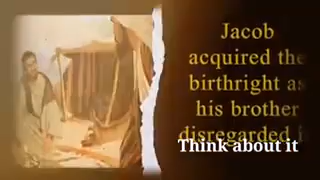 Jacob
acquired the
birthright as
his brother
disregarded
Think about it